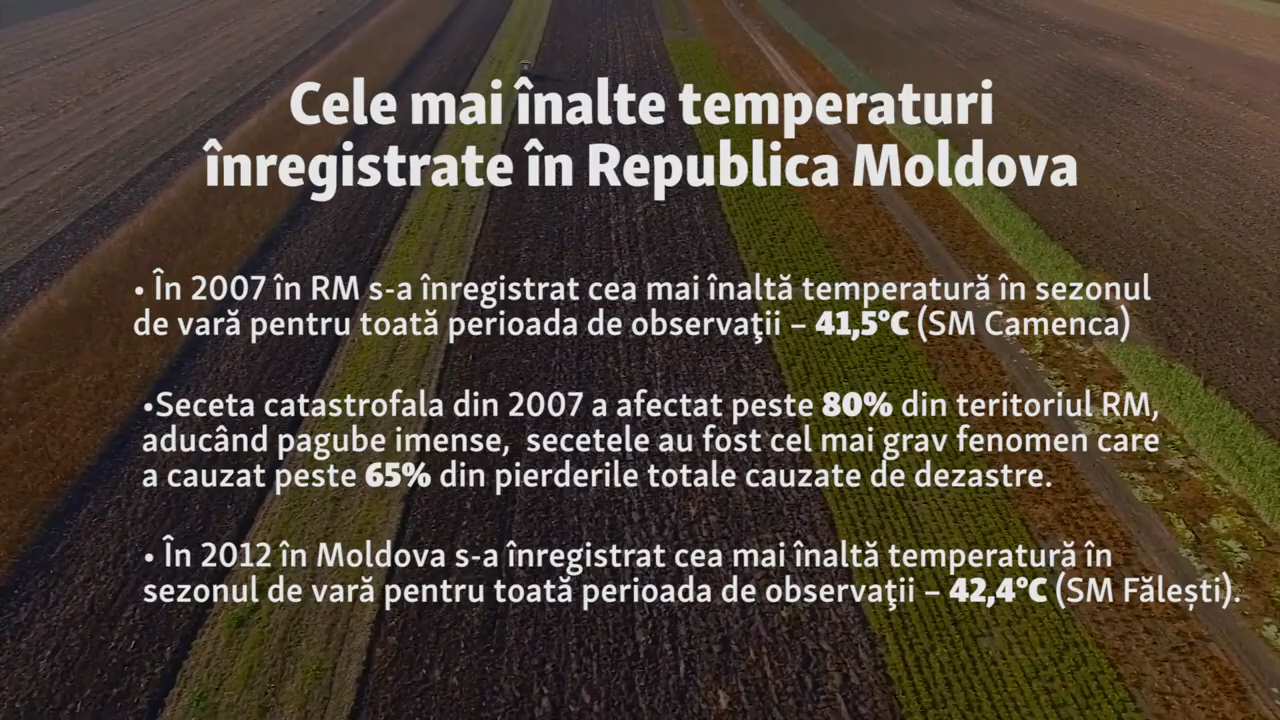 Cele mai înalte temperaturi
înregistrate în Republica Moldova
• În 2007 în RM s-a înregistrat cea mai înaltă temperatură în sezonul
de vară pentru toată perioada de observaţii – 41,5°C (SM Camenca)
•Seceta catastrofala din 2007 a afectat peste 80% din teritoriul RM,
aducând pagube imense,  secetele au fost cel mai grav fenomen care
a cauzat peste 65% din pierderile totale cauzate de dezastre.
• În 2012 în Moldova s-a înregistrat cea mai înaltă temperatură în
sezonul de vară pentru toată perioada de observaţii – 42,4°C (SM Fălești).